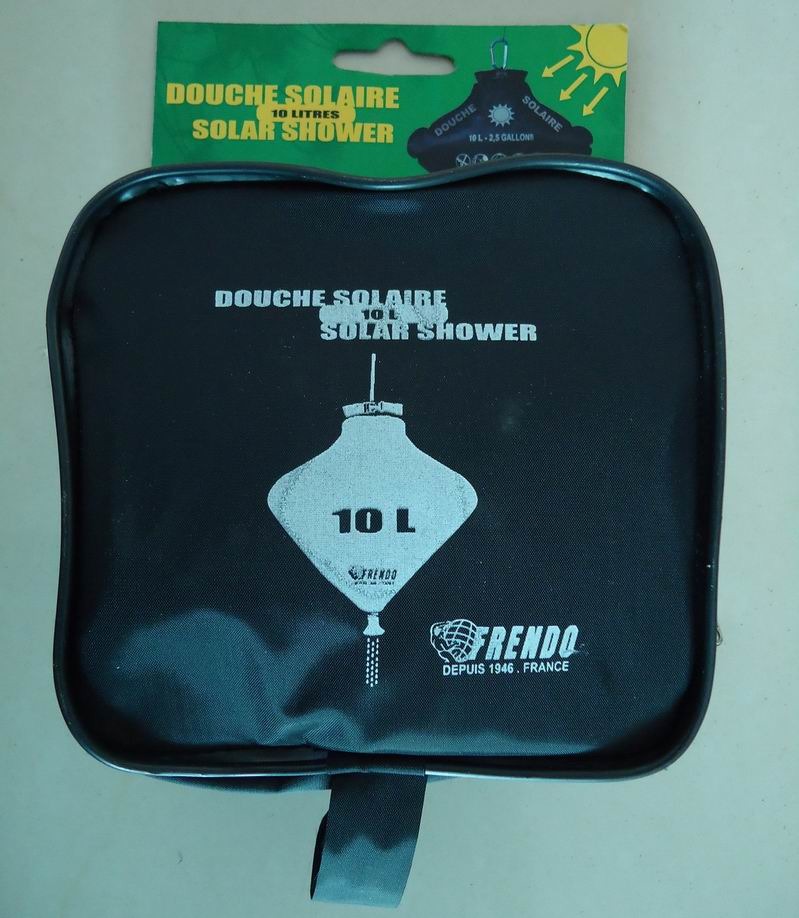 DOUCHE SOLAIRE
10 LITRES
SOLAR SHOWER
DOUCHE SOLAIRE
10 L - 2,5 GALLONS
DOUCHE SOLAIRE
10 L
SOLAR SHOWER
10 L
FRENDO
FRENDO
DEPUIS 1946 . FRANCE